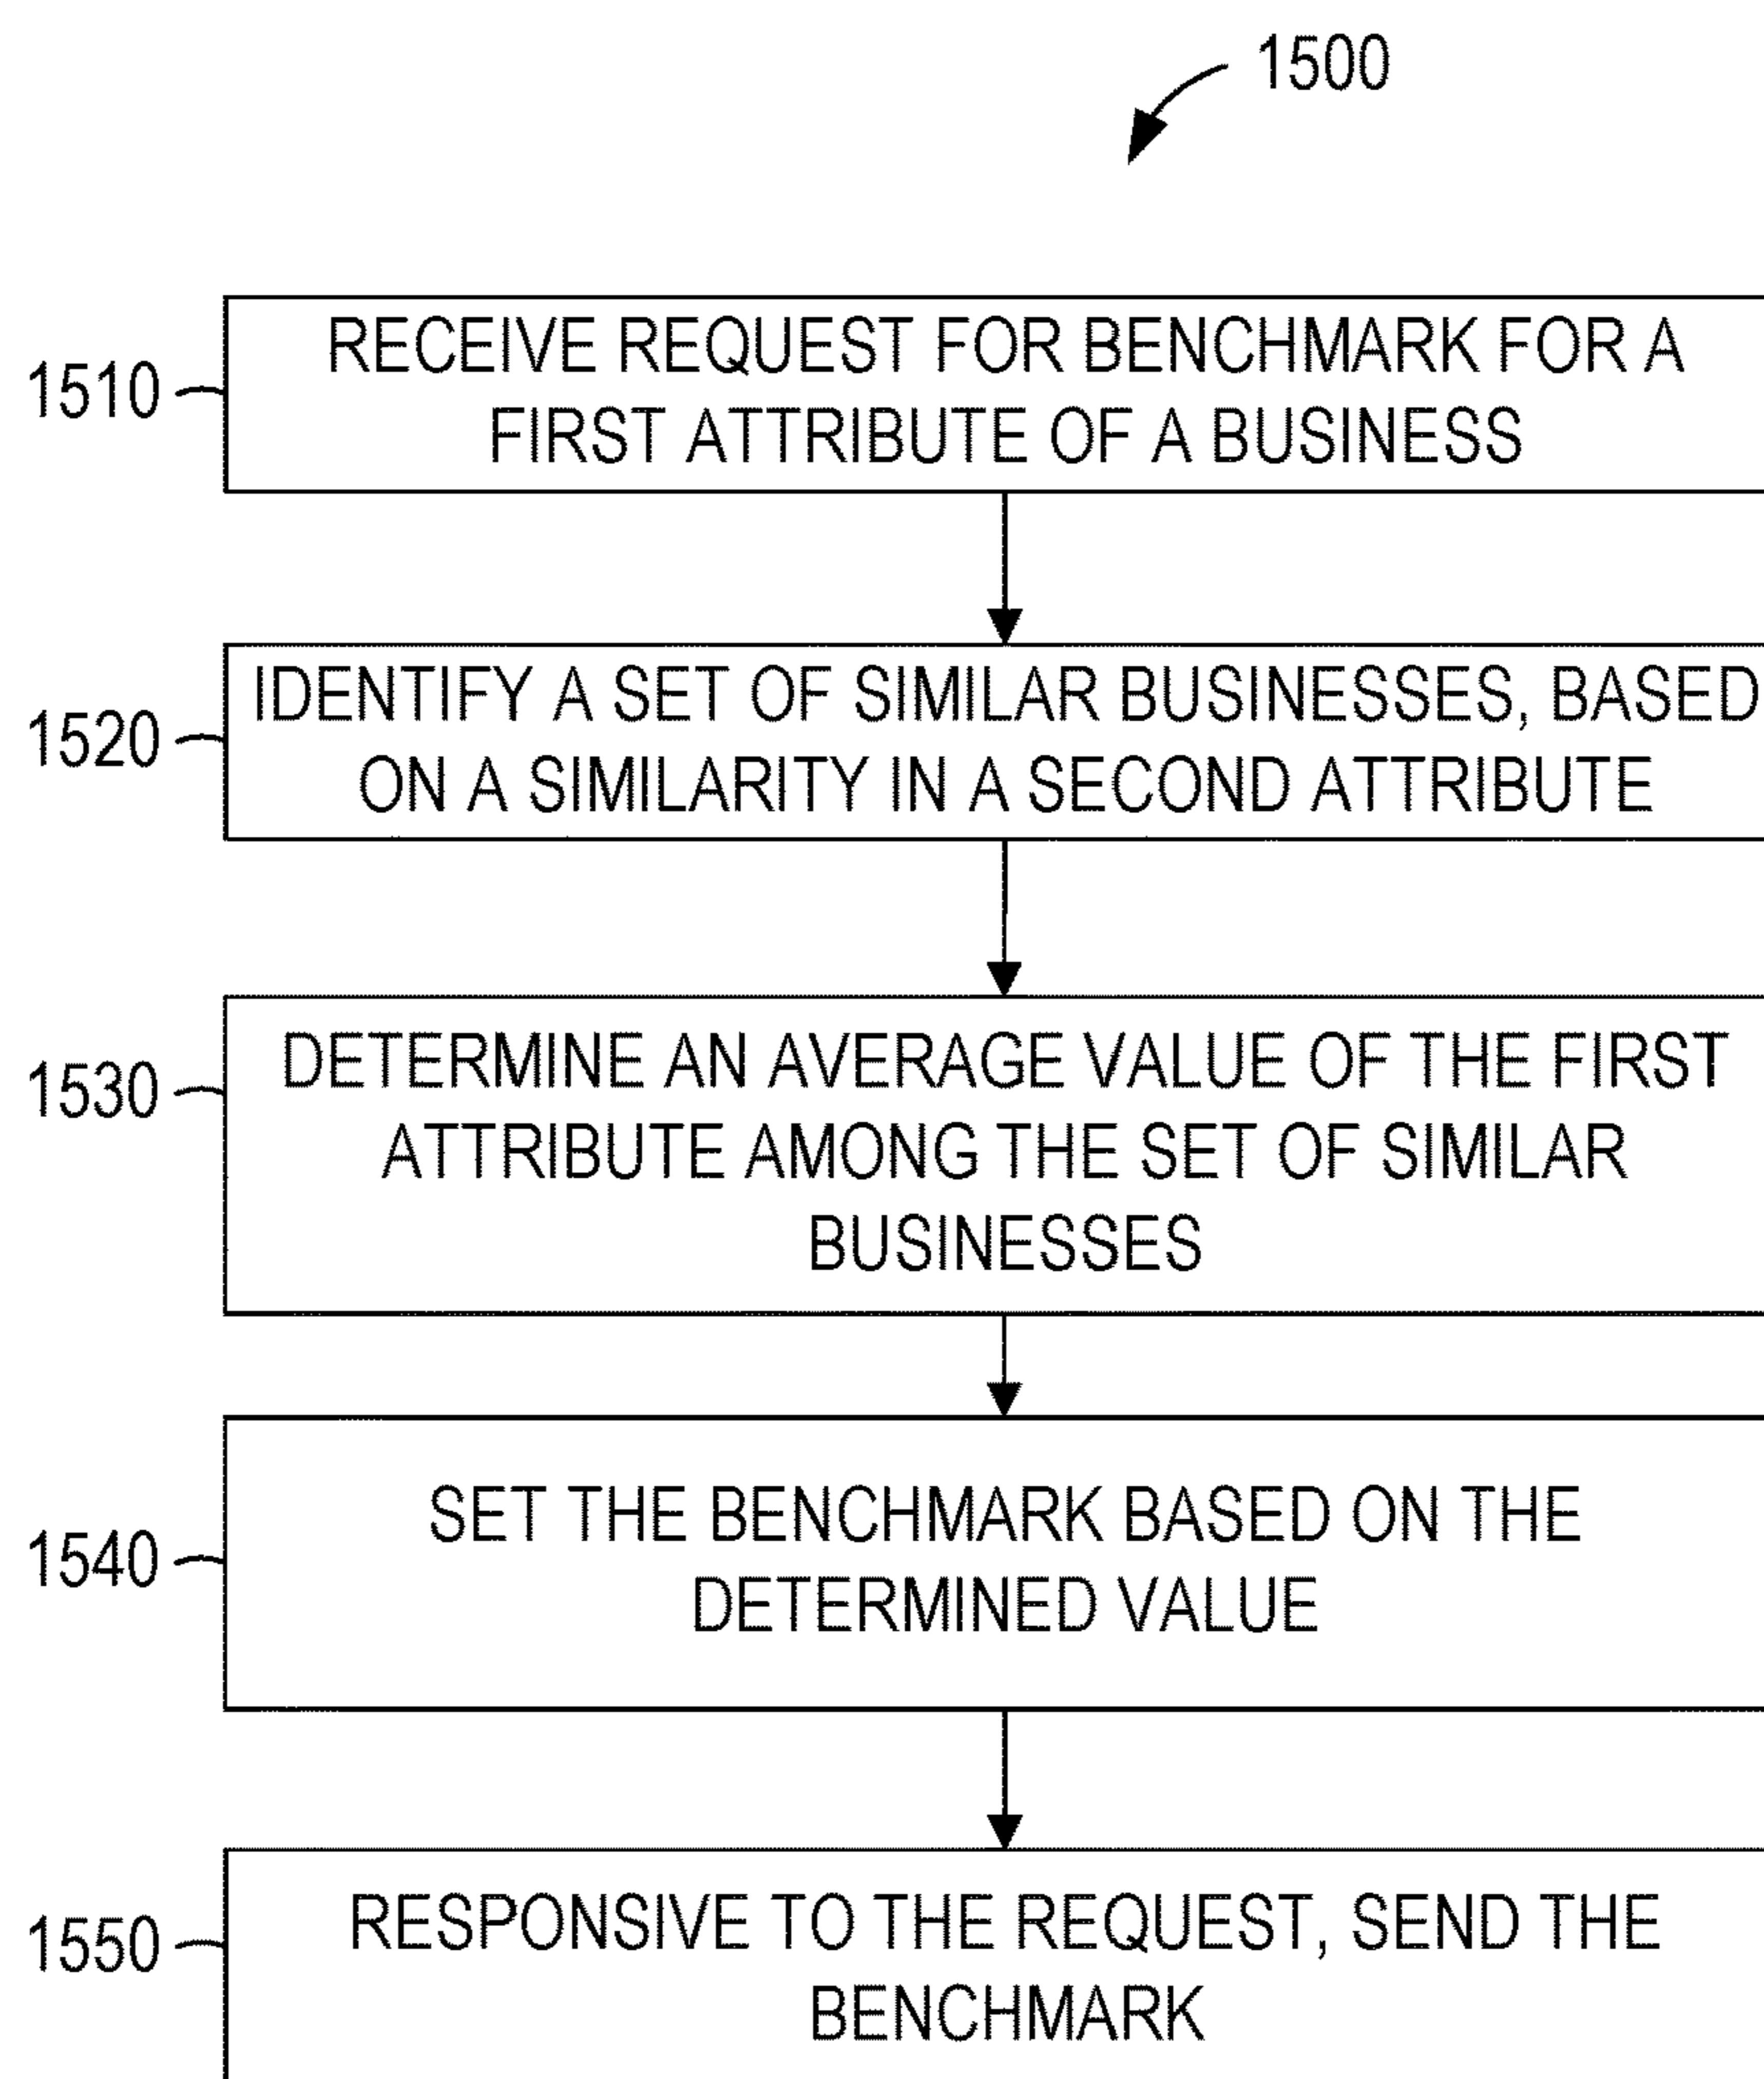 1500
1510
RECEIVE REQUEST FOR BENCHMARK FOR A
FIRST ATTRIBUTE OF A BUSINESS
1520
IDENTIFY A SET OF SIMILAR BUSINESSES, BASED
ON A SIMILARITY IN A SECOND ATTRIBUTE
1530
DETERMINE AN AVERAGE VALUE OF THE FIRST
ATTRIBUTE AMONG THE SET OF SIMILAR
BUSINESSES
1540
SET THE BENCHMARK BASED ON THE
DETERMINED VALUE
1550
RESPONSIVE TO THE REQUEST, SEND THE
BENCHMARK